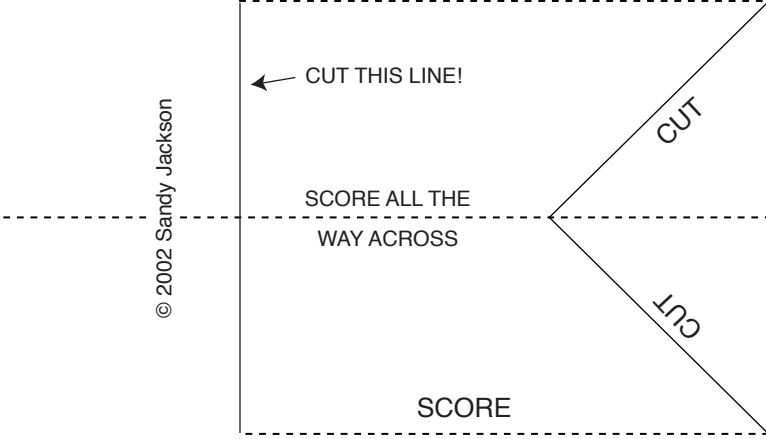 CUT THIS LINE!
CUT
© 2002 Sandy Jackson
SCORE ALL THE
WAY ACROSS
CUT
SCORE